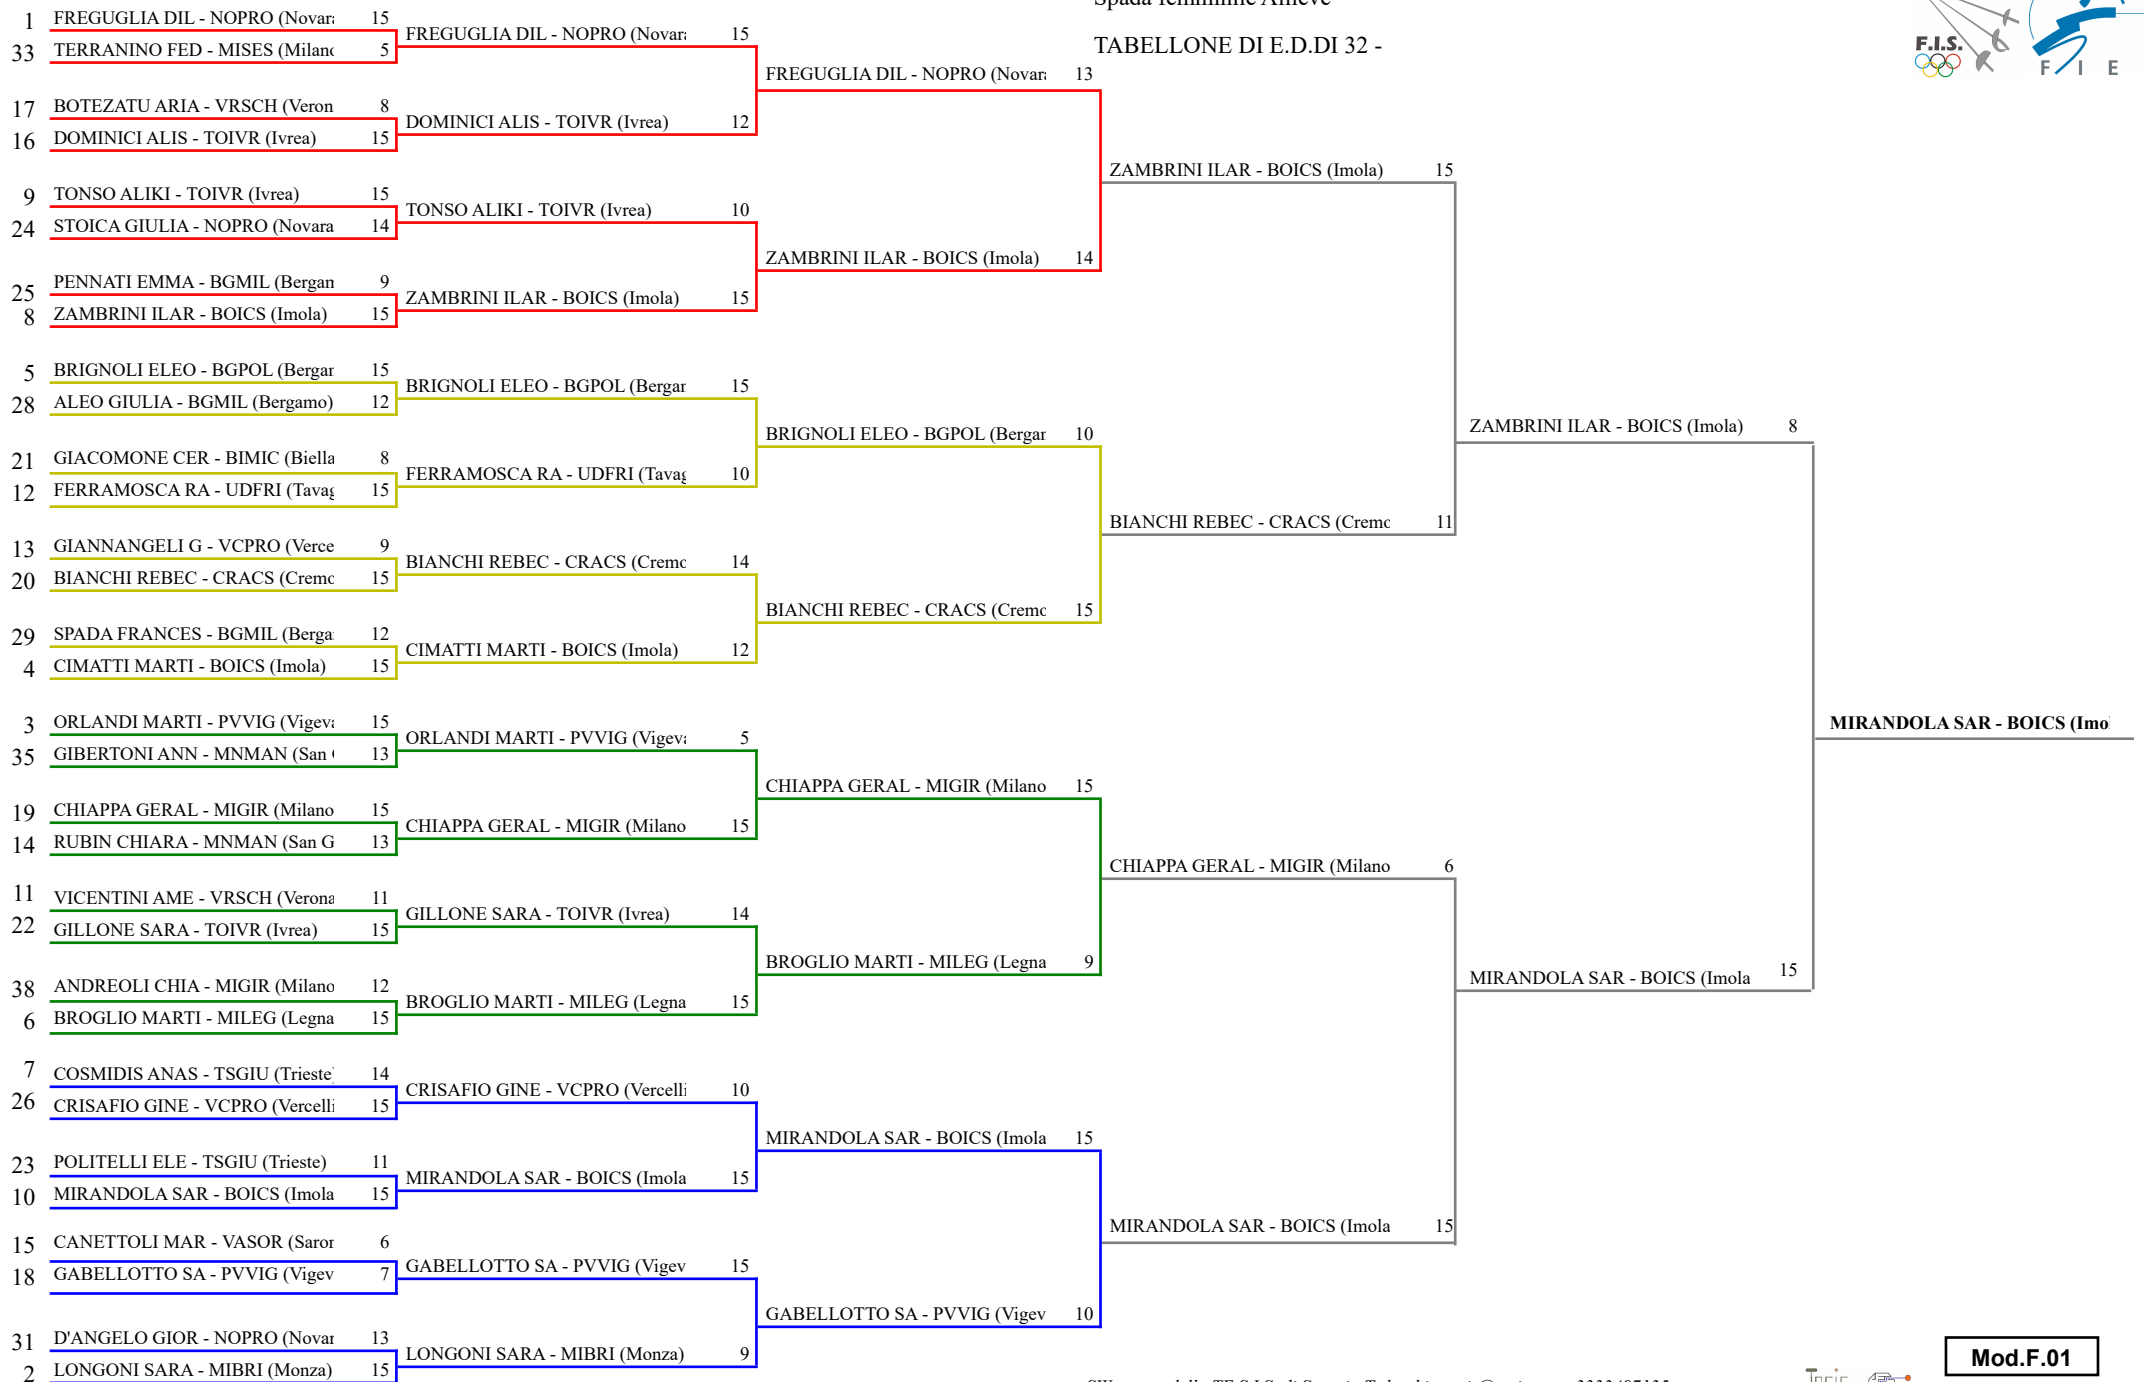 Spada femminile Allieve
TABELLONE DI E.D.DI 32 -
F.I.S.
F I E
1 FREGUGLIA DIL - NOPRO (Novar 15
33 TERRANINO FED - MISES (Milano 5
17 BOTEZATU ARIA - VRSCH (Veron 8
16 DOMINICI ALIS - TOIVR (Ivrea) 15
9 TONSO ALIKI - TOIVR (Ivrea) 15
24 STOICA GIULIA - NOPRO (Novara 14
25 PENNATI EMMA - BGMIL (Bergam 9
8 ZAMBRINI ILAR - BOICS (Imola) 15
5 BRIGNOLI ELEO - BGPOL (Bergar 15
28 ALEO GIULIA - BGMIL (Bergamo) 12
21 GIACOMONE CER - BIMIC (Biella 8
12 FERRAMOSCA RA - UDFRI (Tavag 15
13 GIANNANGELI G - VCPRO (Verce 9
20 BIANCHI REBEC - CRACS (Cremo 15
29 SPADA FRANCES - BGMIL (Berga 12
4 CIMATTI MARTI - BOICS (Imola) 15
3 ORLANDI MARTI - PVVIG (Vigeva 15
35 GIBERTONI ANN - MNMAN (San 13
19 CHIAPPA GERAL - MIGIR (Milano 15
14 RUBIN CHIARA - MNMAN (San G 13
11 VICENTINI AME - VRSCH (Verona 11
22 GILLONE SARA - TOIVR (Ivrea) 15
38 ANDREOLI CHIA - MIGIR (Milano 12
6 BROGLIO MARTI - MILEG (Legna 15
7 COSMIDIS ANAS - TSGIU (Trieste 14
26 CRISAFIO GINE - VCPRO (Vercelli 15
23 POLITELLI ELE - TSGIU (Trieste) 11
10 MIRANDOLA SAR - BOICS (Imola 15
15 CANETTOLI MAR - VASOR (Saror 6
18 GABELLOTTO SA - PVVIG (Vigev 7
31 D'ANGELO GIOR - NOPRO (Novar 13
2 LONGONI SARA - MIBRI (Monza) 15
FREGUGLIA DIL - NOPRO (Novar 15
DOMINICI ALIS - TOIVR (Ivrea) 12
TONSO ALIKI - TOIVR (Ivrea) 10
ZAMBRINI ILAR - BOICS (Imola) 15
BRIGNOLI ELEO - BGPOL (Bergar 15
FERRAMOSCA RA - UDFRI (Tavag 10
BIANCHI REBEC - CRACS (Cremo 14
CIMATTI MARTI - BOICS (Imola) 12
ORLANDI MARTI - PVVIG (Vigeva 5
CHIAPPA GERAL - MIGIR (Milano 15
GILLONE SARA - TOIVR (Ivrea) 14
BROGLIO MARTI - MILEG (Legna 15
CRISAFIO GINE - VCPRO (Vercelli 10
MIRANDOLA SAR - BOICS (Imola 15
GABELLOTTO SA - PVVIG (Vigev 15
LONGONI SARA - MIBRI (Monza) 9
FREGUGLIA DIL - NOPRO (Novar 13
ZAMBRINI ILAR - BOICS (Imola) 14
BRIGNOLI ELEO - BGPOL (Bergar 10
BIANCHI REBEC - CRACS (Cremo 15
CHIAPPA GERAL - MIGIR (Milano 15
BROGLIO MARTI - MILEG (Legna 9
MIRANDOLA SAR - BOICS (Imola 15
GABELLOTTO SA - PVVIG (Vigev 10
ZAMBRINI ILAR - BOICS (Imola) 15
BIANCHI REBEC - CRACS (Cremo 11
CHIAPPA GERAL - MIGIR (Milano 6
MIRANDOLA SAR - BOICS (Imola 15
ZAMBRINI ILAR - BOICS (Imola) 8
MIRANDOLA SAR - BOICS (Imola 15
MIRANDOLA SAR - BOICS (Imo
Mod.F.01